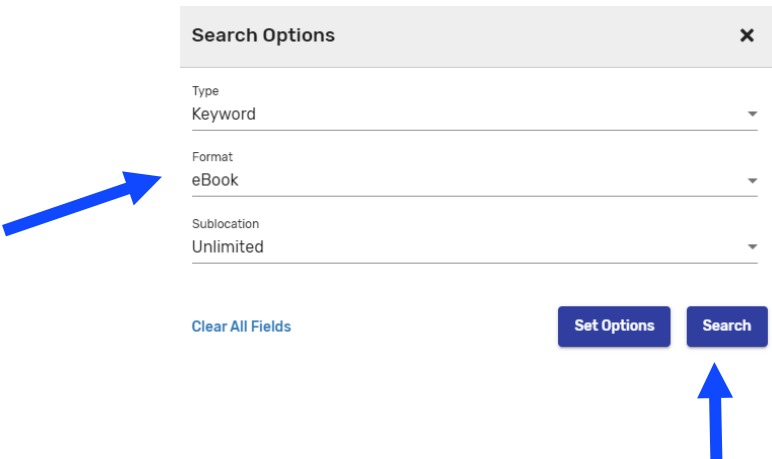 Search Options
Type
Keyword
Format
eBook
Sublocation
Unlimited
Clear All Fields
Set Options
Search